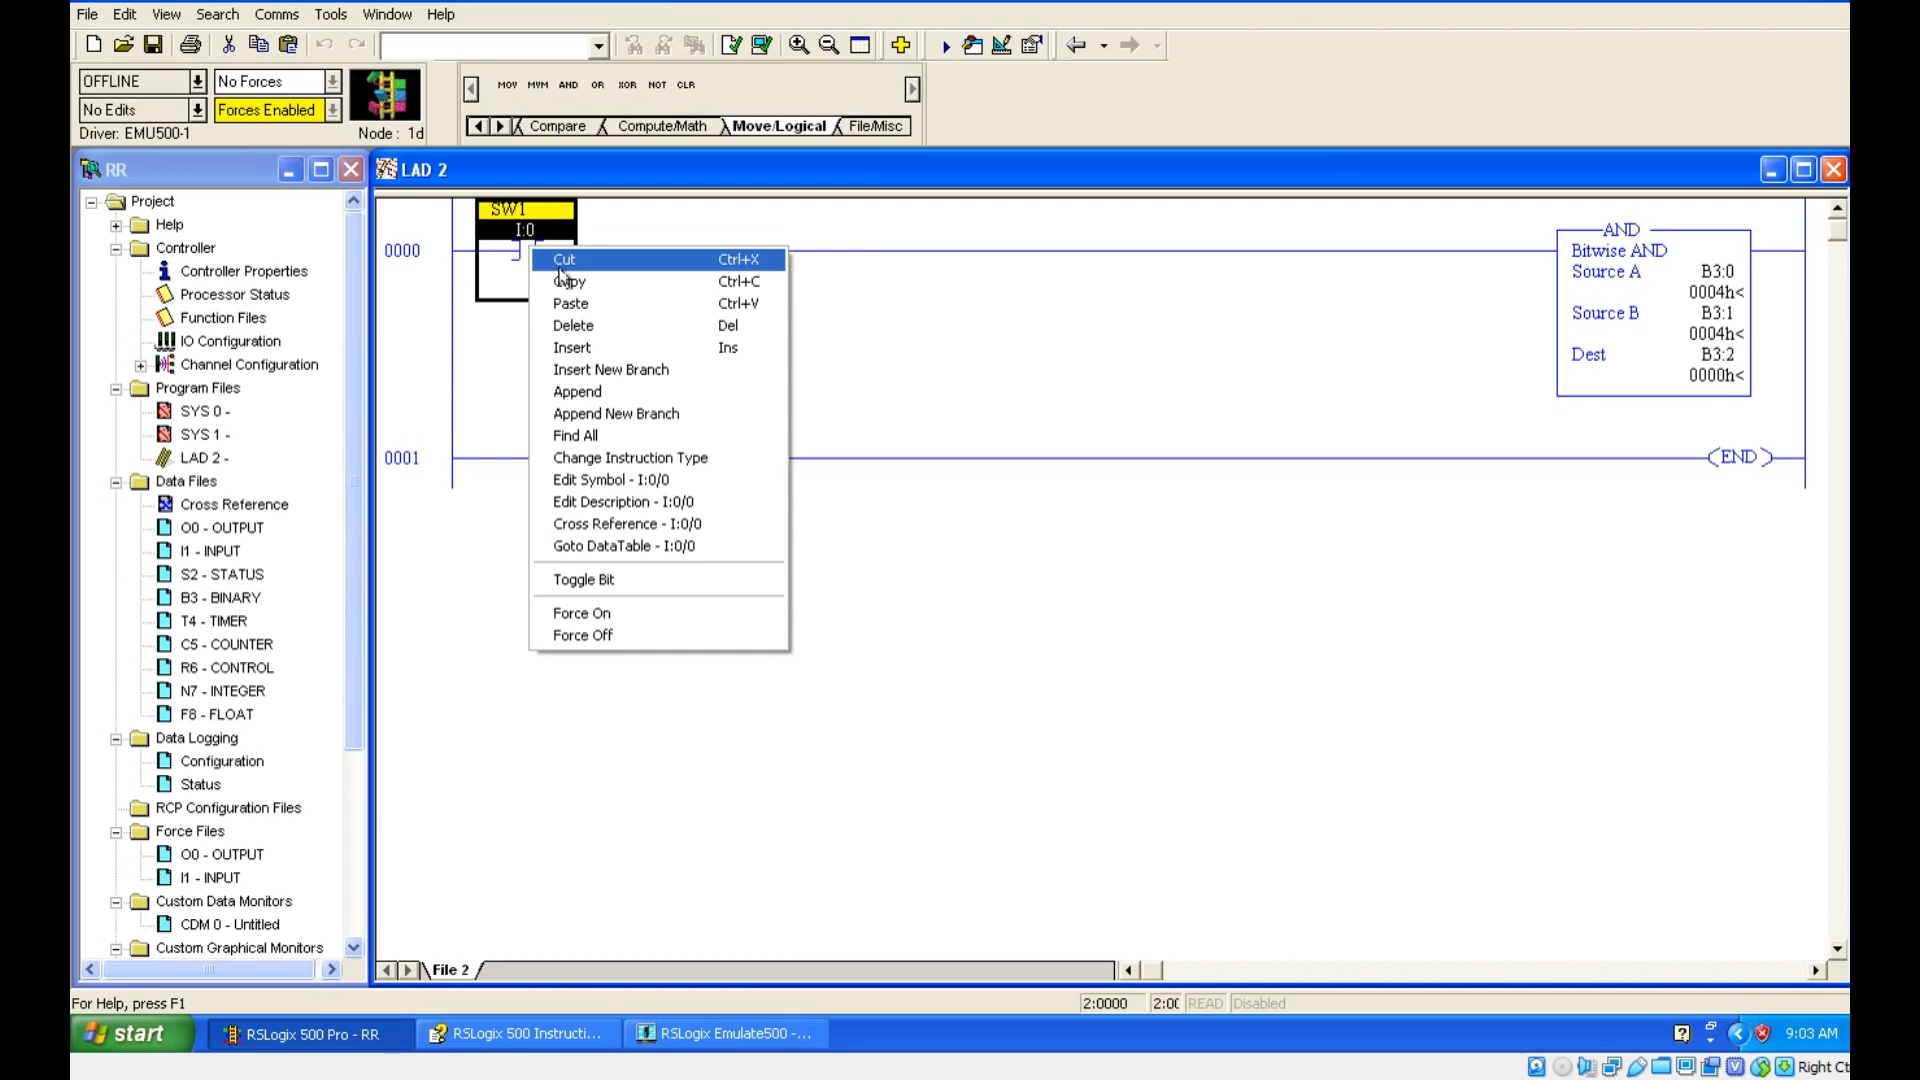 File Edit View Search Comms Tools Window Help
OFFLINE No Forces
No Edits Forces Enabled
Driver: EMU500-1 Node : 1d
MOV MVM AND OR XOR NOT CLR
Compare Compute/Math Move/Logical File/Misc
RR
Project
Help
Controller
Controller Properties
Processor Status
Function Files
IO Configuration
Channel Configuration
Program Files
SYS 0 -
SYS 1 -
LAD 2 -
Data Files
Cross Reference
O0 - OUTPUT
I1 - INPUT
S2 - STATUS
B3 - BINARY
T4 - TIMER
C5 - COUNTER
R6 - CONTROL
N7 - INTEGER
F8 - FLOAT
Data Logging
Configuration
Status
RCP Configuration Files
Force Files
O0 - OUTPUT
I1 - INPUT
Custom Data Monitors
CDM 0 - Untitled
Custom Graphical Monitors
LAD 2
SW1
I:0
0000
Cut Ctrl+X
Copy Ctrl+C
Paste Ctrl+V
Delete Del
Insert Ins
Insert New Branch
Append
Append New Branch
Find All
Change Instruction Type
Edit Symbol - I:0/0
Edit Description - I:0/0
Cross Reference - I:0/0
Goto DataTable - I:0/0
Toggle Bit
Force On
Force Off
AND
Bitwise AND
Source A B3:0
0004h<
Source B B3:1
0004h<
Dest B3:2
0000h<
0001 END
File 2
For Help, press F1 2:0000 2:00 READ Disabled
start RSLogix 500 Pro - RR RSLogix 500 Instructi... RSLogix Emulate500 -... 9:03 AM
Right Ct